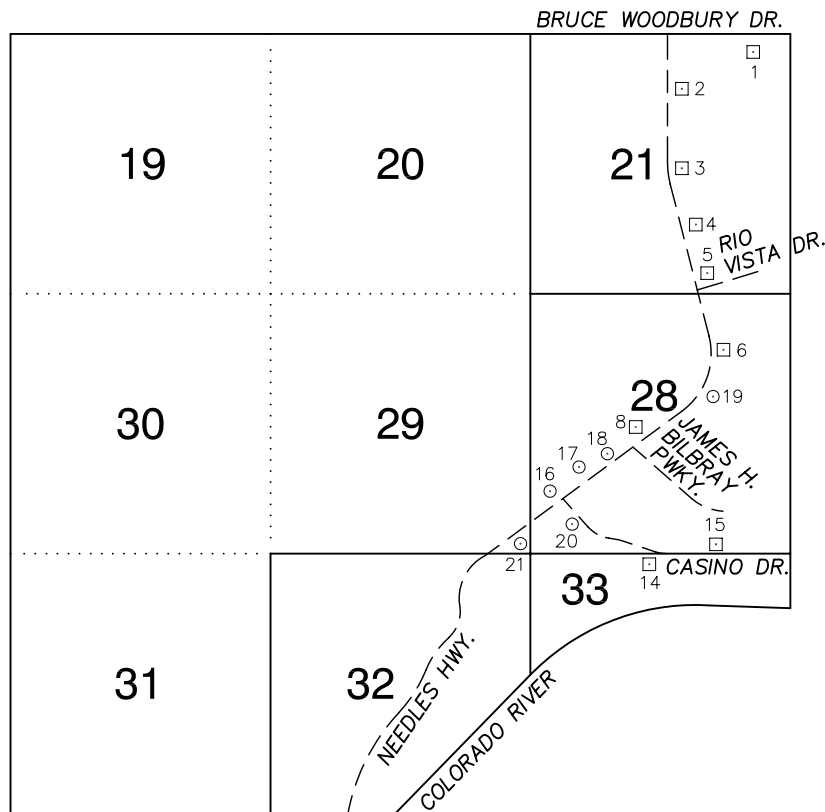 BRUCE WOODBURY DR.
1
2
19
20
21
3
4
RIO
VISTA DR.
5
6
28
19
30
29
8
JAMES H.
BILBRAY
PWKY.
18
17
16
15
20
21
14
CASINO DR.
33
31
32
NEEDLES HWY.
COLORADO RIVER